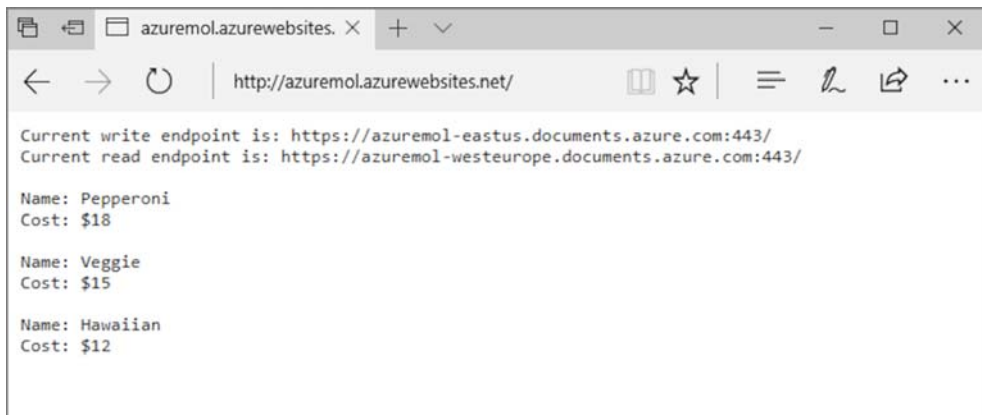 azuremol.azurewebsites.
http://azuremol.azurewebsites.net/
Current write endpoint is: https://azuremol-eastus.documents.azure.com:443/
Current read endpoint is: https://azuremol-westeurope.documents.azure.com:443/
Name: Pepperoni
Cost: $18
Name: Veggie
Cost: $15
Name: Hawaiian
Cost: $12